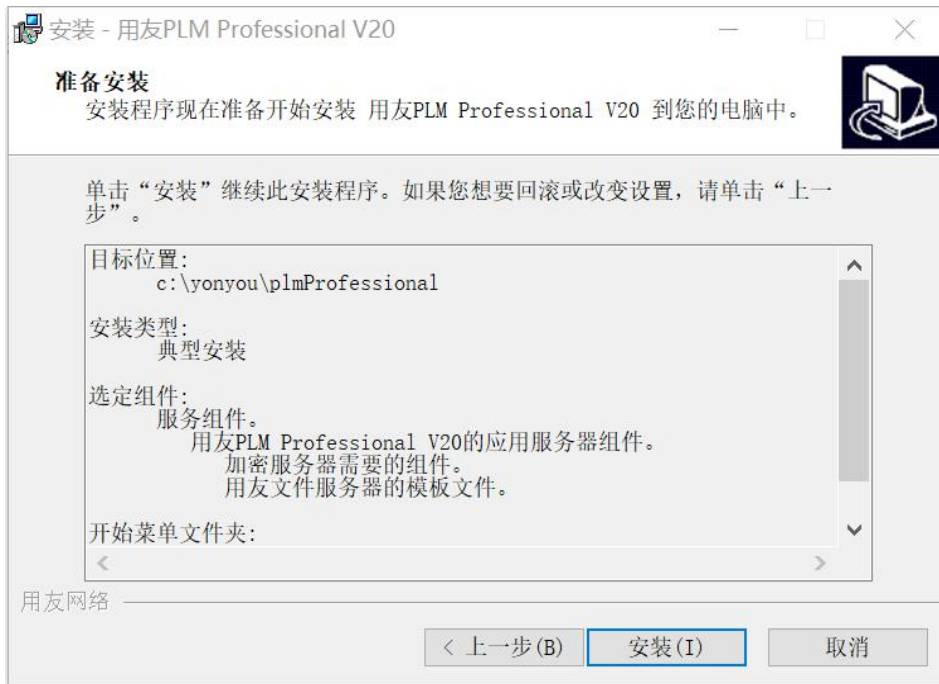 安装 - 用友PLM Professional V20
准备安装
安装程序现在准备开始安装 用友PLM Professional V20 到您的电脑中。
单击“安装”继续此安装程序。如果您想要回滚或改变设置，请单击“上一
步”。
目标位置:
c:\yonyou\plmProfessional
安装类型:
典型安装
选定组件:
服务组件。
用友PLM Professional V20的应用服务器组件。
加密服务器需要的组件。
用友文件服务器的模板文件。
开始菜单文件夹:
用友网络
< 上一步(B) 安装(I) 取消